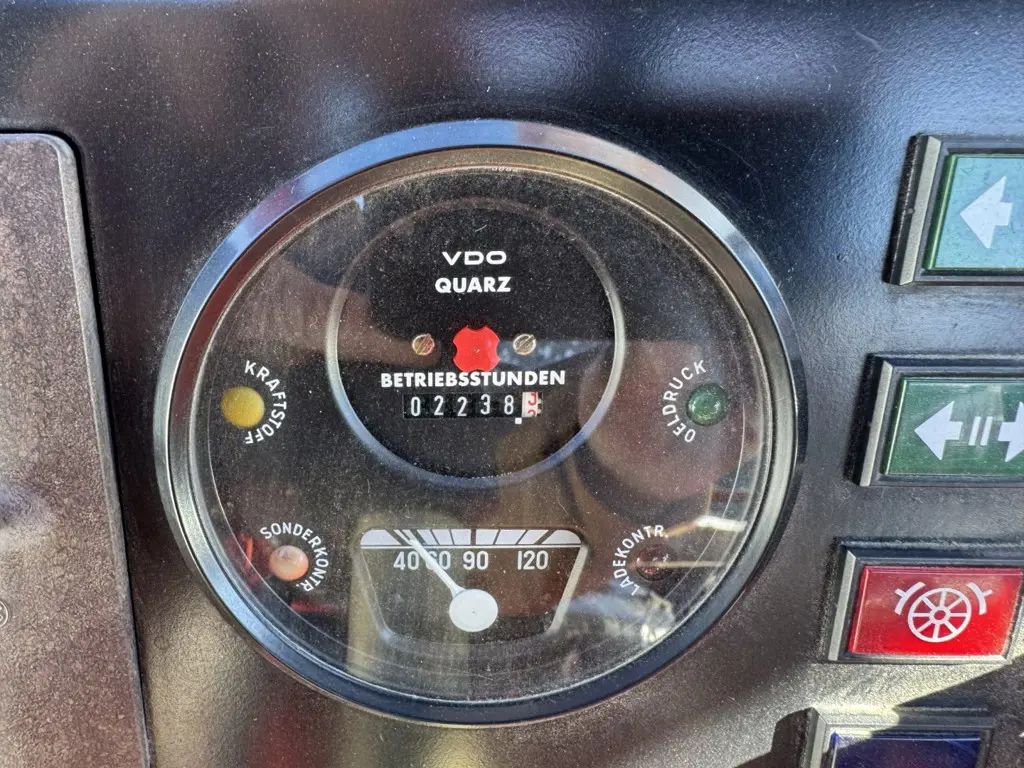 VDO
QUARZ
BETRIEBSSTUNDEN
02238
KRAFTSTOFF
OELDRUCK
SONDERKONTR.
LADEKONTR.
40 60 90 120